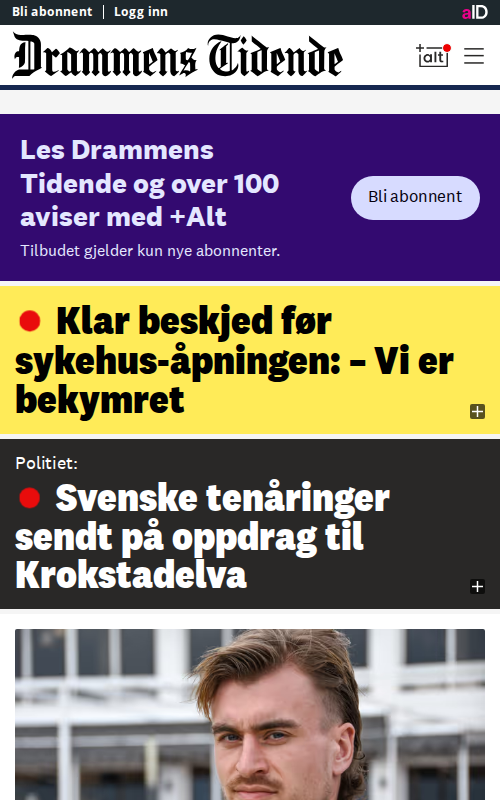 Bli abonnent | Logg inn
aID
Drammens Tidende
+alt
Les Drammens
Tidende og over 100
aviser med +Alt
Bli abonnent
Tilbudet gjelder kun nye abonnenter.
Klar beskjed før
sykehus-åpningen: – Vi er
bekymret
Politiet:
Svenske tenåringer
sendt på oppdrag til
Krokstadelva